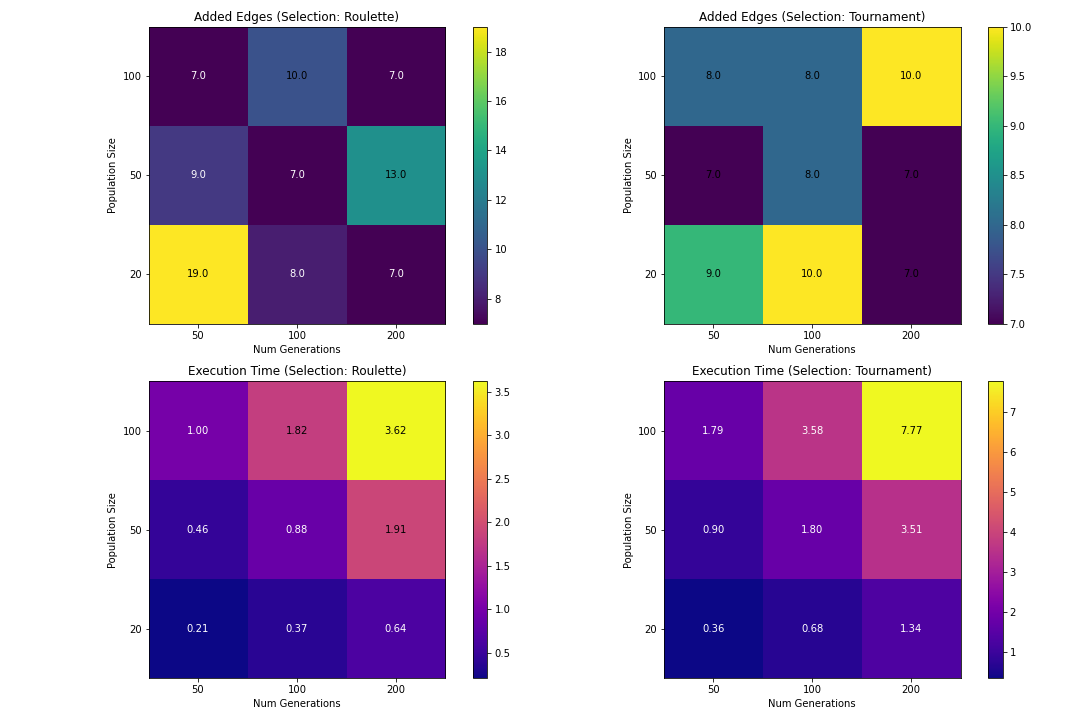 Added Edges (Selection: Roulette)
100
50
20
Population Size
7.0 10.0 7.0
9.0 7.0 13.0
19.0 8.0 7.0
50 100 200
Num Generations
18
16
14
12
10
8
Added Edges (Selection: Tournament)
100
50
20
Population Size
8.0 8.0 10.0
7.0 8.0 7.0
9.0 10.0 7.0
50 100 200
Num Generations
10.0
9.5
9.0
8.5
8.0
7.5
7.0
Execution Time (Selection: Roulette)
100
50
20
Population Size
1.00 1.82 3.62
0.46 0.88 1.91
0.21 0.37 0.64
50 100 200
Num Generations
3.5
3.0
2.5
2.0
1.5
1.0
0.5
Execution Time (Selection: Tournament)
100
50
20
Population Size
1.79 3.58 7.77
0.90 1.80 3.51
0.36 0.68 1.34
50 100 200
Num Generations
7
6
5
4
3
2
1